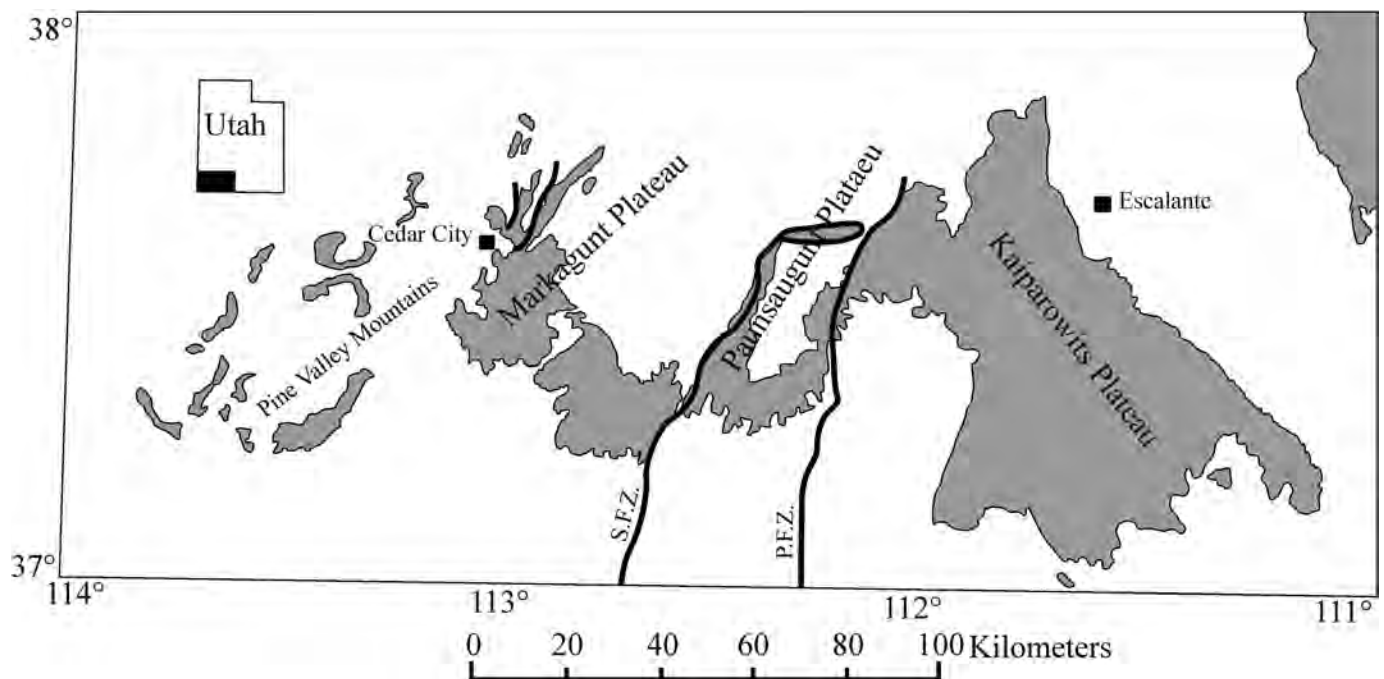 38°
Utah
Cedar City
Markagunt Plateau
Paunsaugunt Plataeu
Escalante
Kaiparowits Plateau
Pine Valley Mountains
S.F.Z.
P.F.Z.
37°
114°
113°
112°
111°
0 20 40 60 80 100 Kilometers